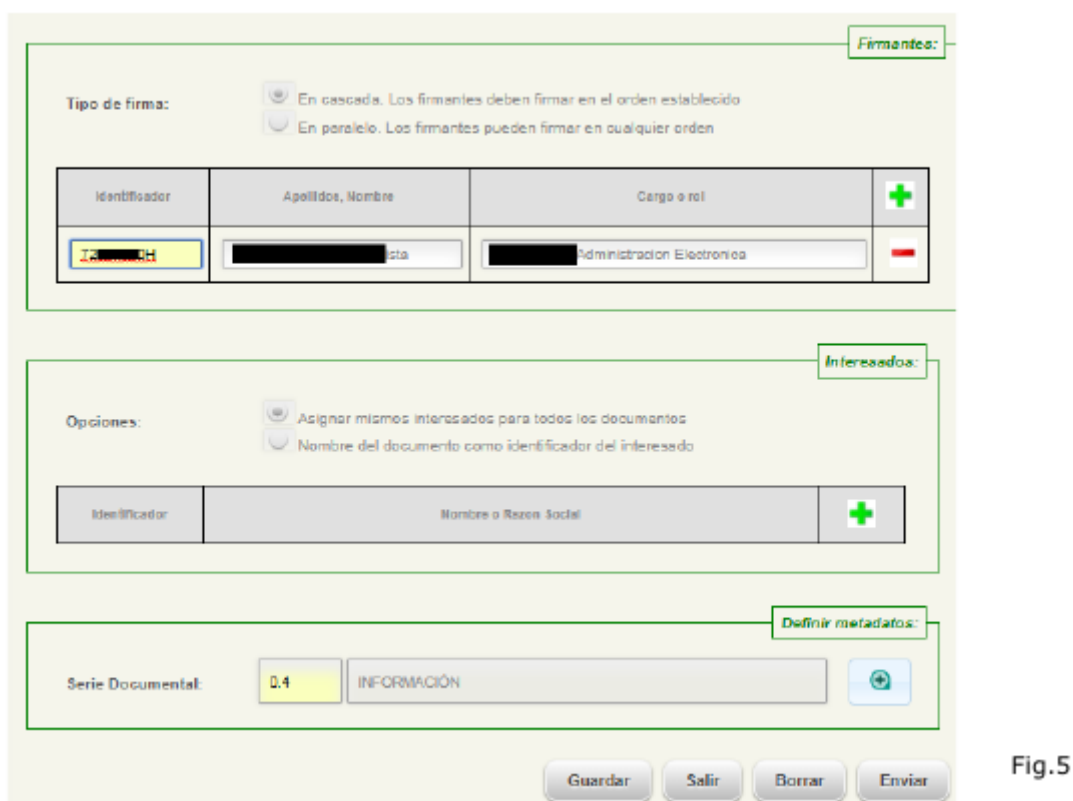 Firmantes:
Tipo de firma:
En cascada. Los firmantes deben firmar en el orden establecido
En paralelo. Los firmantes pueden firmar en cualquier orden
Identificador Apellidos, Nombre Cargo o rol
72 0H ista Administracion Electronica
Interesados:
Opciones:
Asignar mismos interesados para todos los documentos
Nombre del documento como identificador del interesado
Identificador Nombre o Razon Social
Definir metadatos:
Serie Documental: 0.4 INFORMACIÓN
Guardar Salir Borrar Enviar
Fig.5